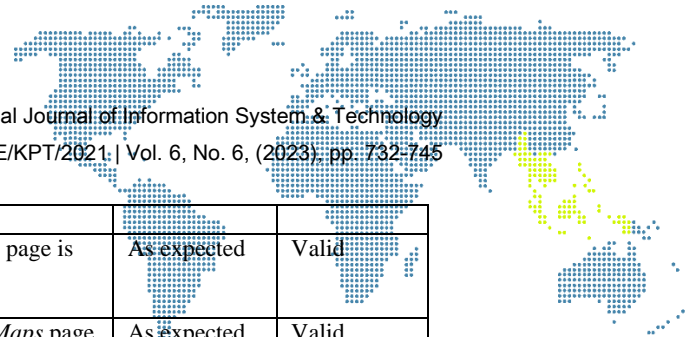 al Journal of Information System & Technology
E/KPT/2021 | Vol. 6, No. 6, (2023), pp. 732-745
page is As expected Valid
Maps page As expected Valid